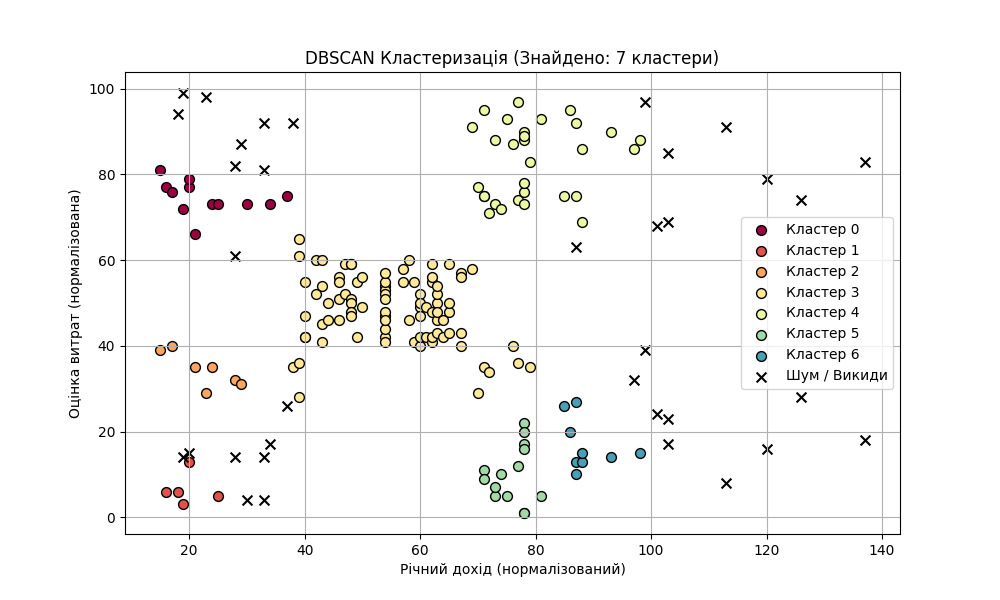 DBSCAN Кластеризація (Знайдено: 7 кластери)
Оцінка витрат (нормалізована)
100
80
60
40
20
0
Кластер 0
Кластер 1
Кластер 2
Кластер 3
Кластер 4
Кластер 5
Кластер 6
Шум / Викиди
20 40 60 80 100 120 140
Річний дохід (нормалізований)